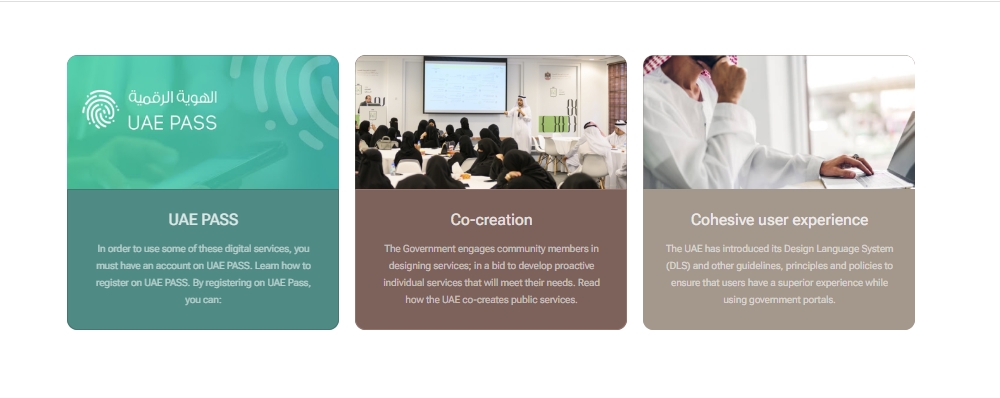 الهوية الرقمية
UAE PASS
UAE PASS
In order to use some of these digital services, you
must have an account on UAE PASS. Learn how to
register on UAE PASS. By registering on UAE Pass,
you can:
Co-creation
The Government engages community members in
designing services; in a bid to develop proactive
individual services that will meet their needs. Read
how the UAE co-creates public services.
Cohesive user experience
The UAE has introduced its Design Language System
(DLS) and other guidelines, principles and policies to
ensure that users have a superior experience while
using government portals.